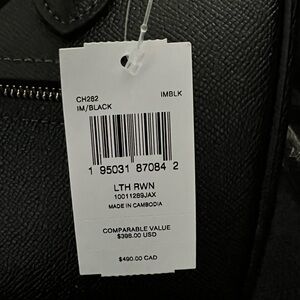 CH282 IMBLK
IM/BLACK
1 95031 87084 2
LTH RWN
10011289JAX
MADE IN CAMBODIA
COMPARABLE VALUE
$398.00 USD
$490.00 CAD